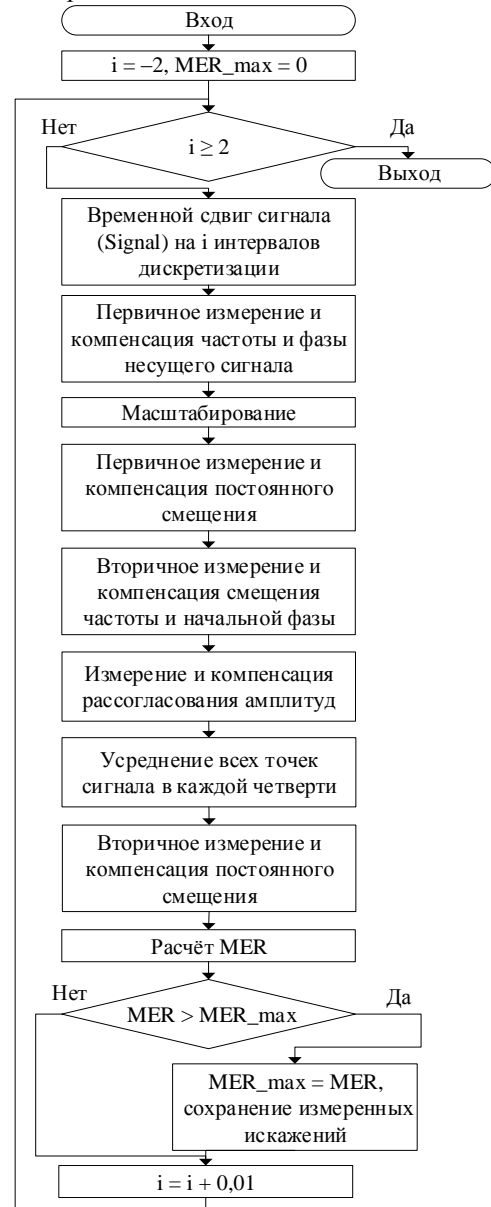 Вход
i = –2, MER_max = 0
Нет
Да
i ≥ 2
Выход
Временной сдвиг сигнала
(Signal) на i интервалов
дискретизации
Первичное измерение и
компенсация частоты и фазы
несущего сигнала
Масштабирование
Первичное измерение и
компенсация постоянного
смещения
Вторичное измерение и
компенсация смещения
частоты и начальной фазы
Измерение и компенсация
рассогласования амплитуд
Усреднение всех точек
сигнала в каждой четверти
Вторичное измерение и
компенсация постоянного
смещения
Расчёт MER
Нет
Да
MER > MER_max
MER_max = MER,
сохранение измеренных
искажений
i = i + 0,01